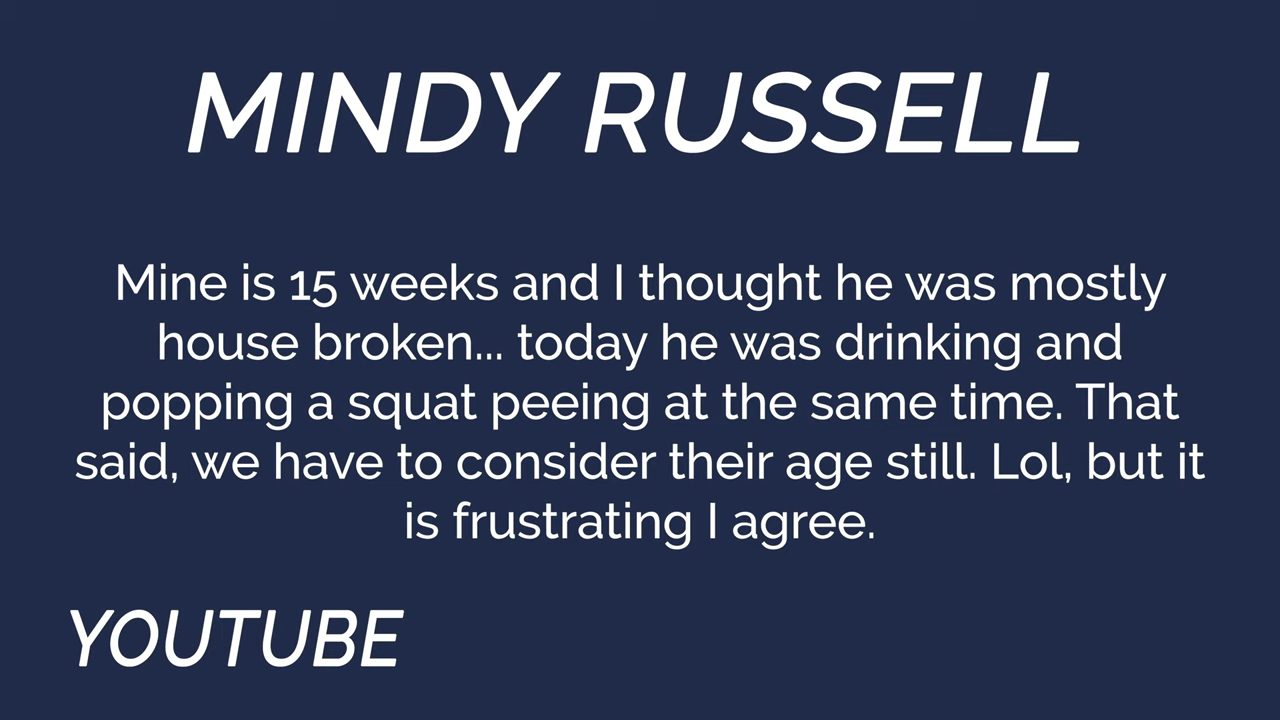 MINDY RUSSELL
Mine is 15 weeks and I thought he was mostly
house broken... today he was drinking and
popping a squat peeing at the same time. That
said, we have to consider their age still. Lol, but it
is frustrating I agree.
YOUTUBE